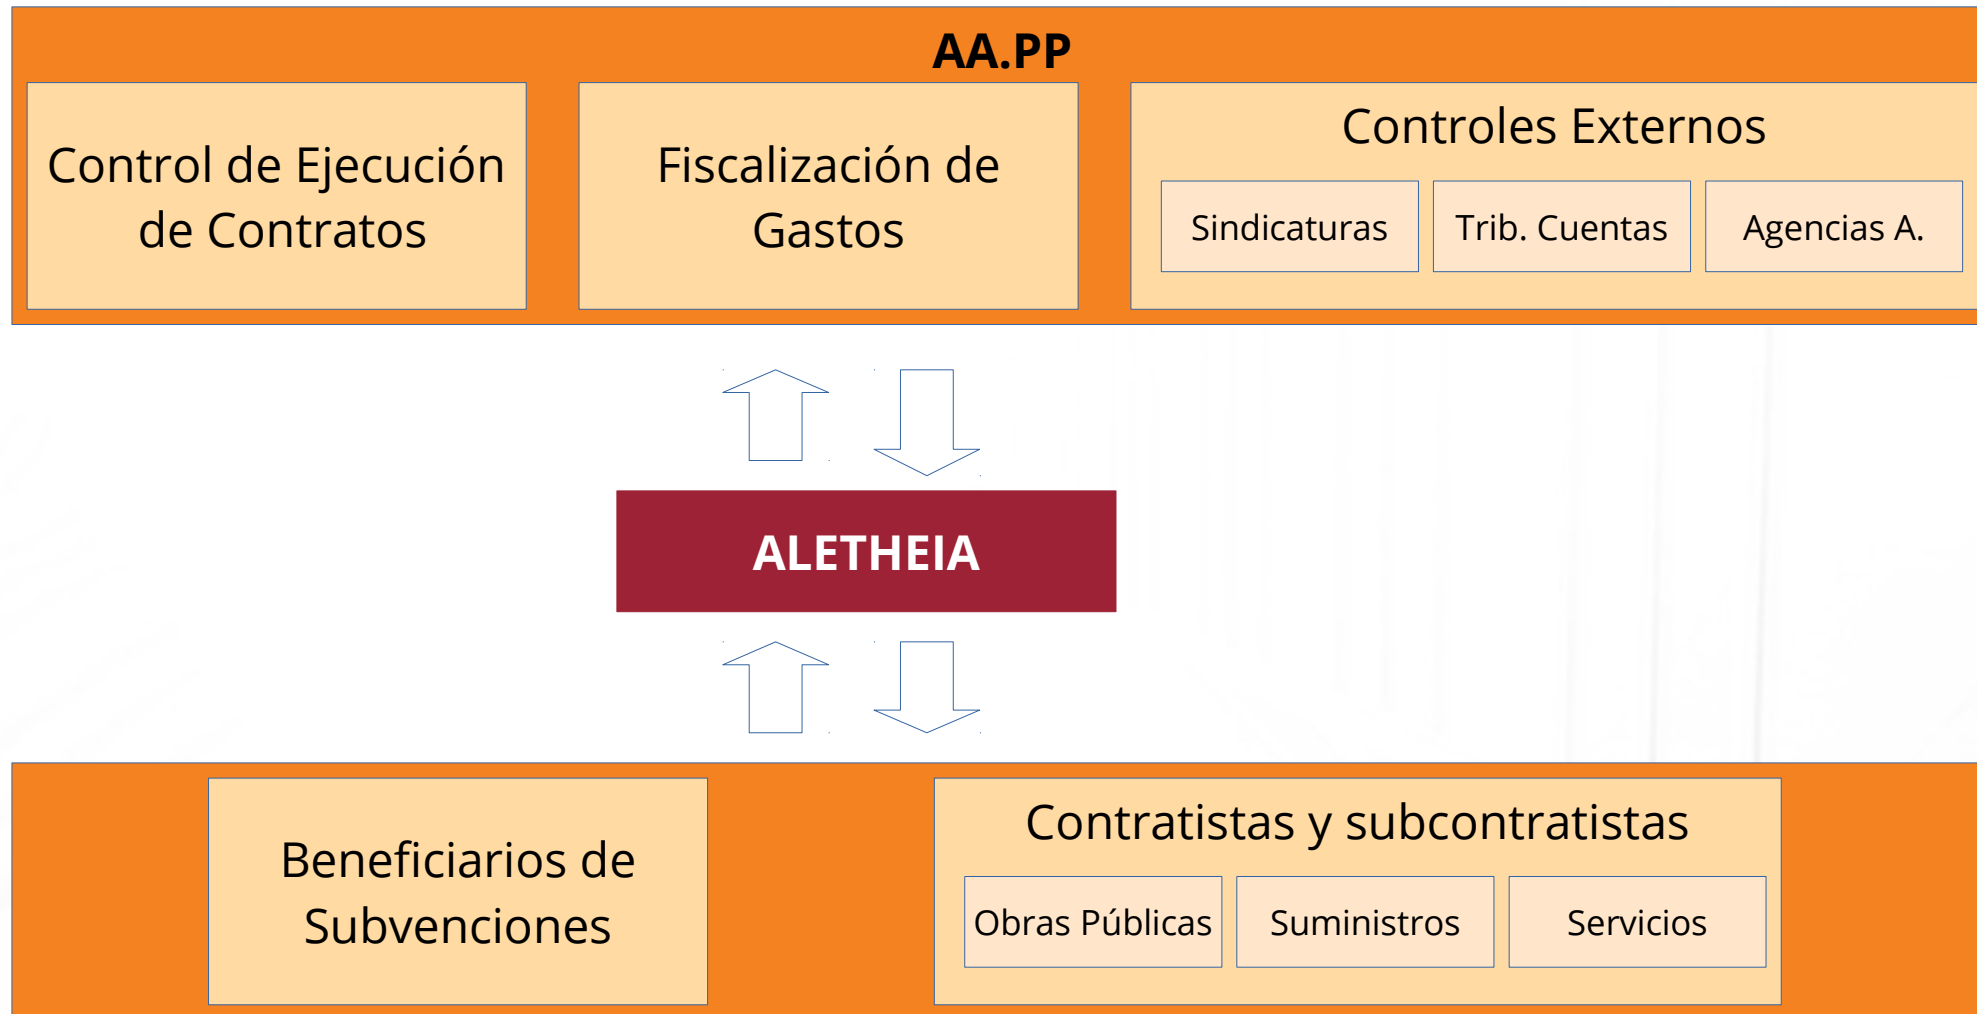 AA.PP
Control de Ejecución
de Contratos
Fiscalización de
Gastos
Controles Externos
Sindicaturas
Trib. Cuentas
Agencias A.
ALETHEIA
Beneficiarios de
Subvenciones
Contratistas y subcontratistas
Obras Públicas
Suministros
Servicios